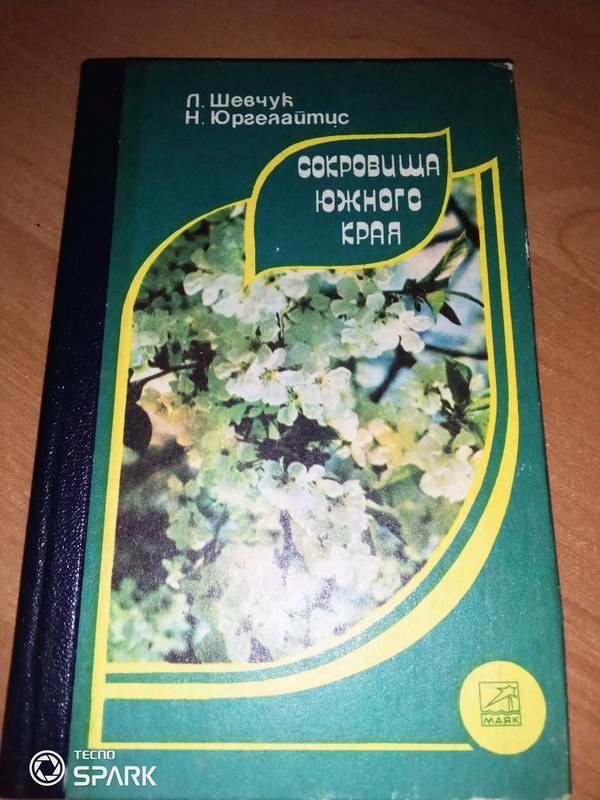 Л. Шевчук
Н. Юргелайтис
СОКРОВИЩА
ЮЖНОГО
КРАЯ
МАЯК
TECNO
SPARK